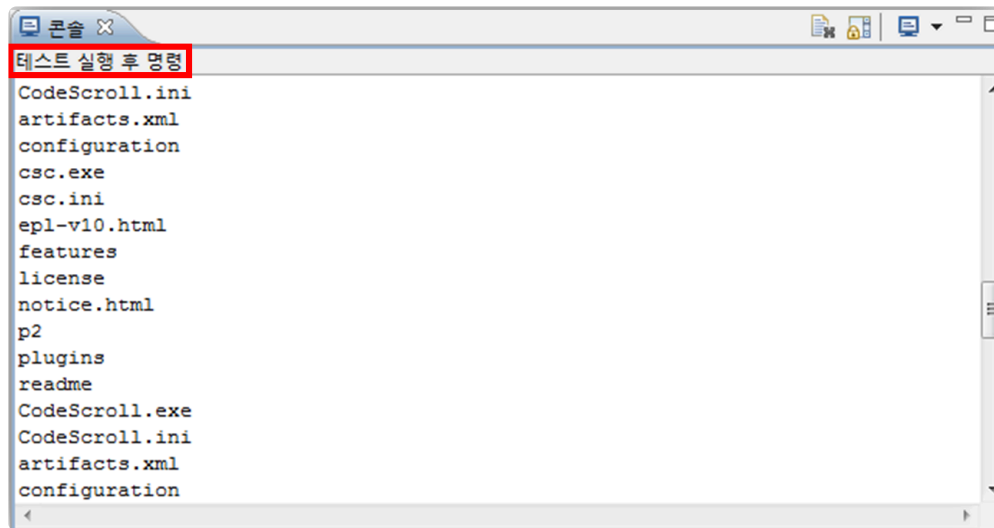 콘솔
테스트 실행 후 명령
CodeScroll.ini
artifacts.xml
configuration
csc.exe
csc.ini
epl-v10.html
features
license
notice.html
p2
plugins
readme
CodeScroll.exe
CodeScroll.ini
artifacts.xml
configuration